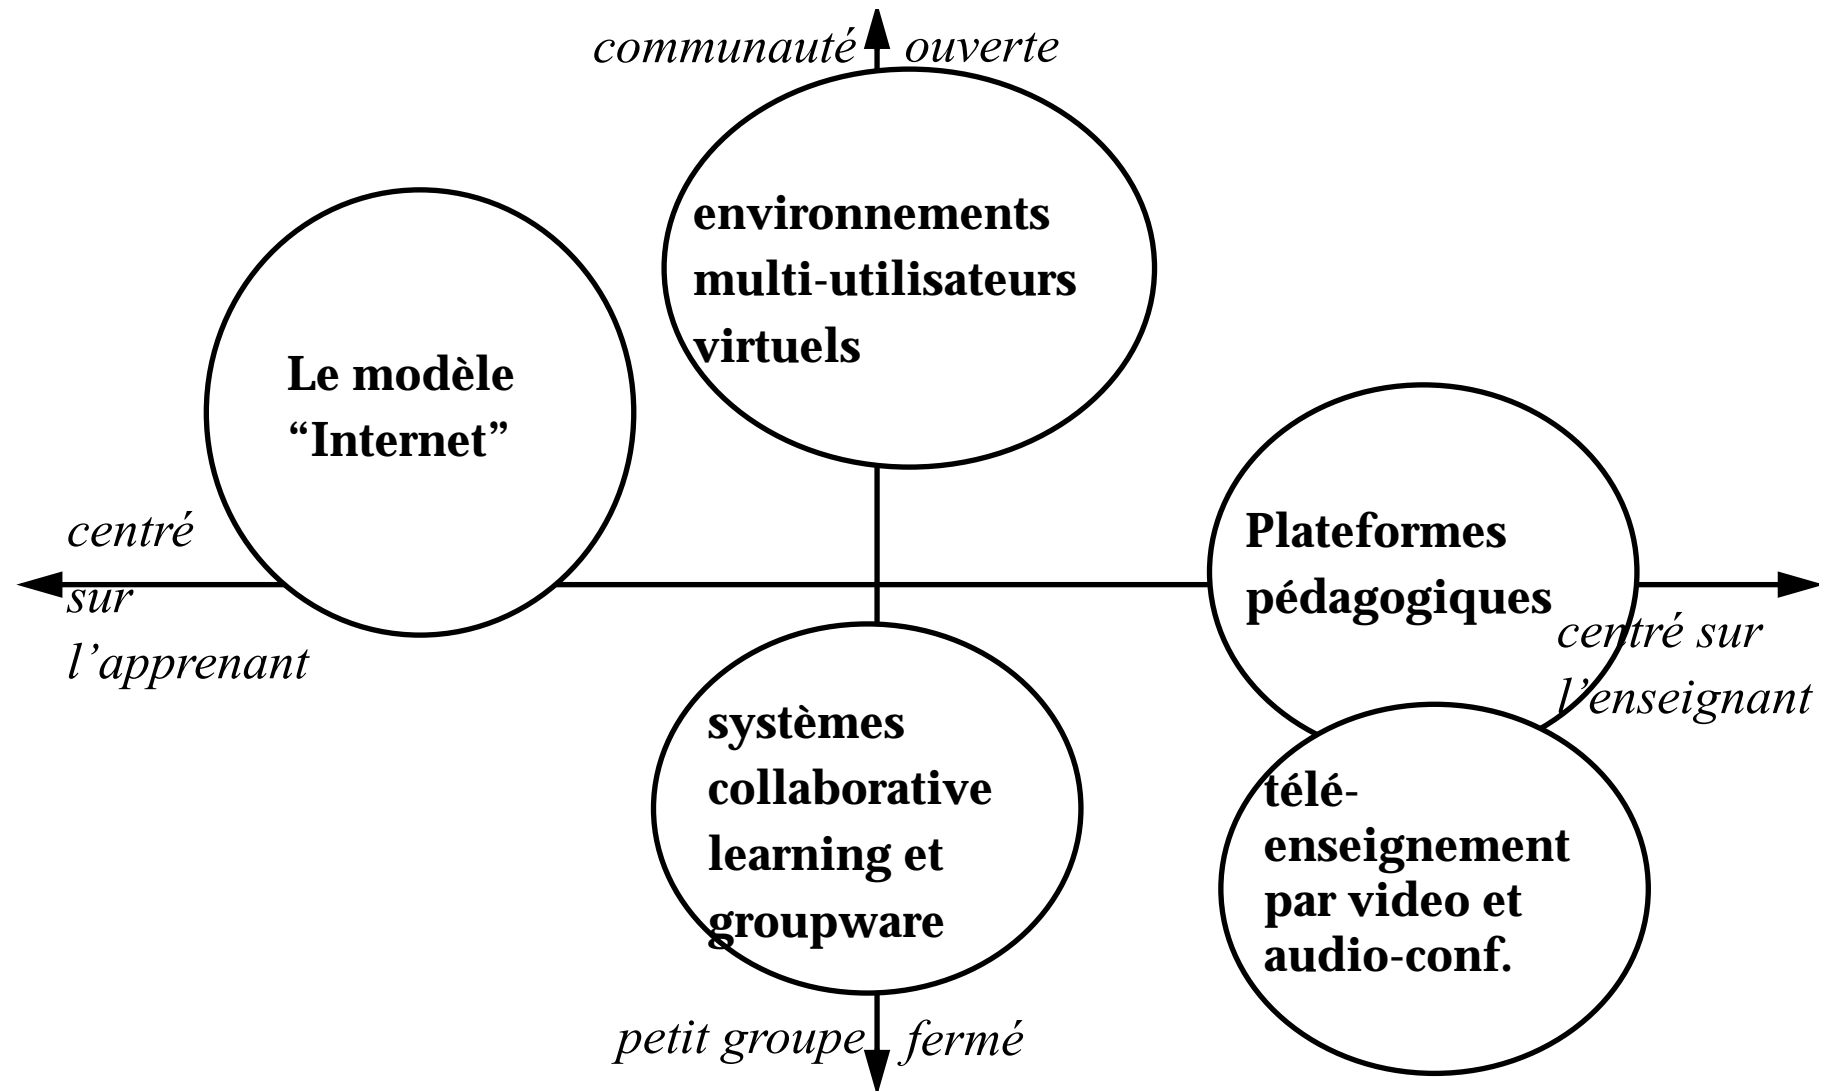 communauté ouverte
environnements
multi-utilisateurs
virtuels
Le modèle
“Internet”
centré
sur
l’apprenant
Plateformes
pédagogiques
centré sur
l’enseignant
systèmes
collaborative
learning et
groupware
télé-
enseignement
par video et
audio-conf.
petit groupe fermé